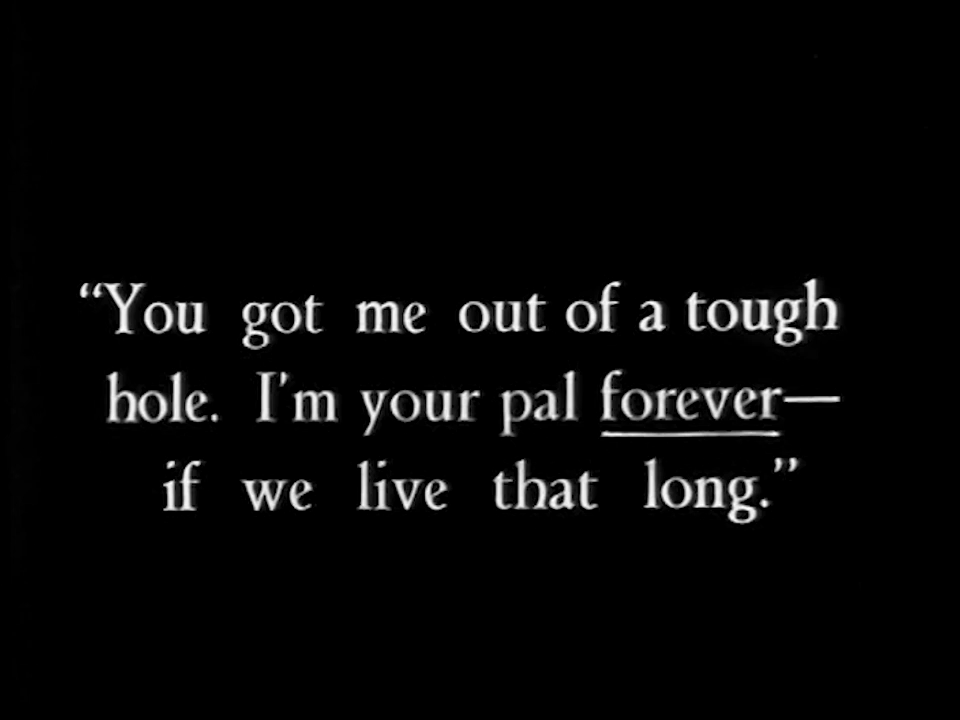 “You got me out of a tough
hole. I'm your pal forever—
if we live that long.”